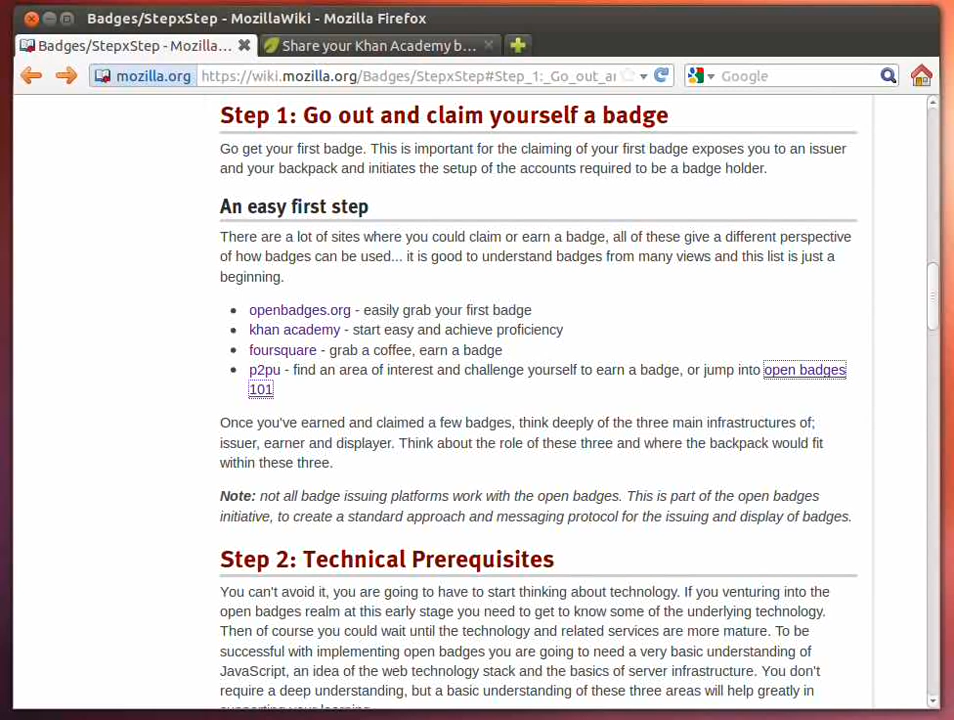 Badges/StepxStep - MozillaWiki - Mozilla Firefox
Badges/StepxStep - Mozilla...
Share your Khan Academy b...
mozilla.org
https://wiki.mozilla.org/Badges/StepxStep#Step_1:_Go_out_a
Google
Step 1: Go out and claim yourself a badge
Go get your first badge. This is important for the claiming of your first badge exposes you to an issuer
and your backpack and initiates the setup of the accounts required to be a badge holder.
An easy first step
There are a lot of sites where you could claim or earn a badge, all of these give a different perspective
of how badges can be used... it is good to understand badges from many views and this list is just a
beginning.
openbadges.org - easily grab your first badge
khan academy - start easy and achieve proficiency
foursquare - grab a coffee, earn a badge
p2pu - find an area of interest and challenge yourself to earn a badge, or jump into open badges
101
Once you've earned and claimed a few badges, think deeply of the three main infrastructures of;
issuer, earner and displayer. Think about the role of these three and where the backpack would fit
within these three.
Note: not all badge issuing platforms work with the open badges. This is part of the open badges
initiative, to create a standard approach and messaging protocol for the issuing and display of badges.
Step 2: Technical Prerequisites
You can't avoid it, you are going to have to start thinking about technology. If you venturing into the
open badges realm at this early stage you need to get to know some of the underlying technology.
Then of course you could wait until the technology and related services are more mature. To be
successful with implementing open badges you are going to need a very basic understanding of
JavaScript, an idea of the web technology stack and the basics of server infrastructure. You don't
require a deep understanding, but a basic understanding of these three areas will help greatly in
supporting your learning.